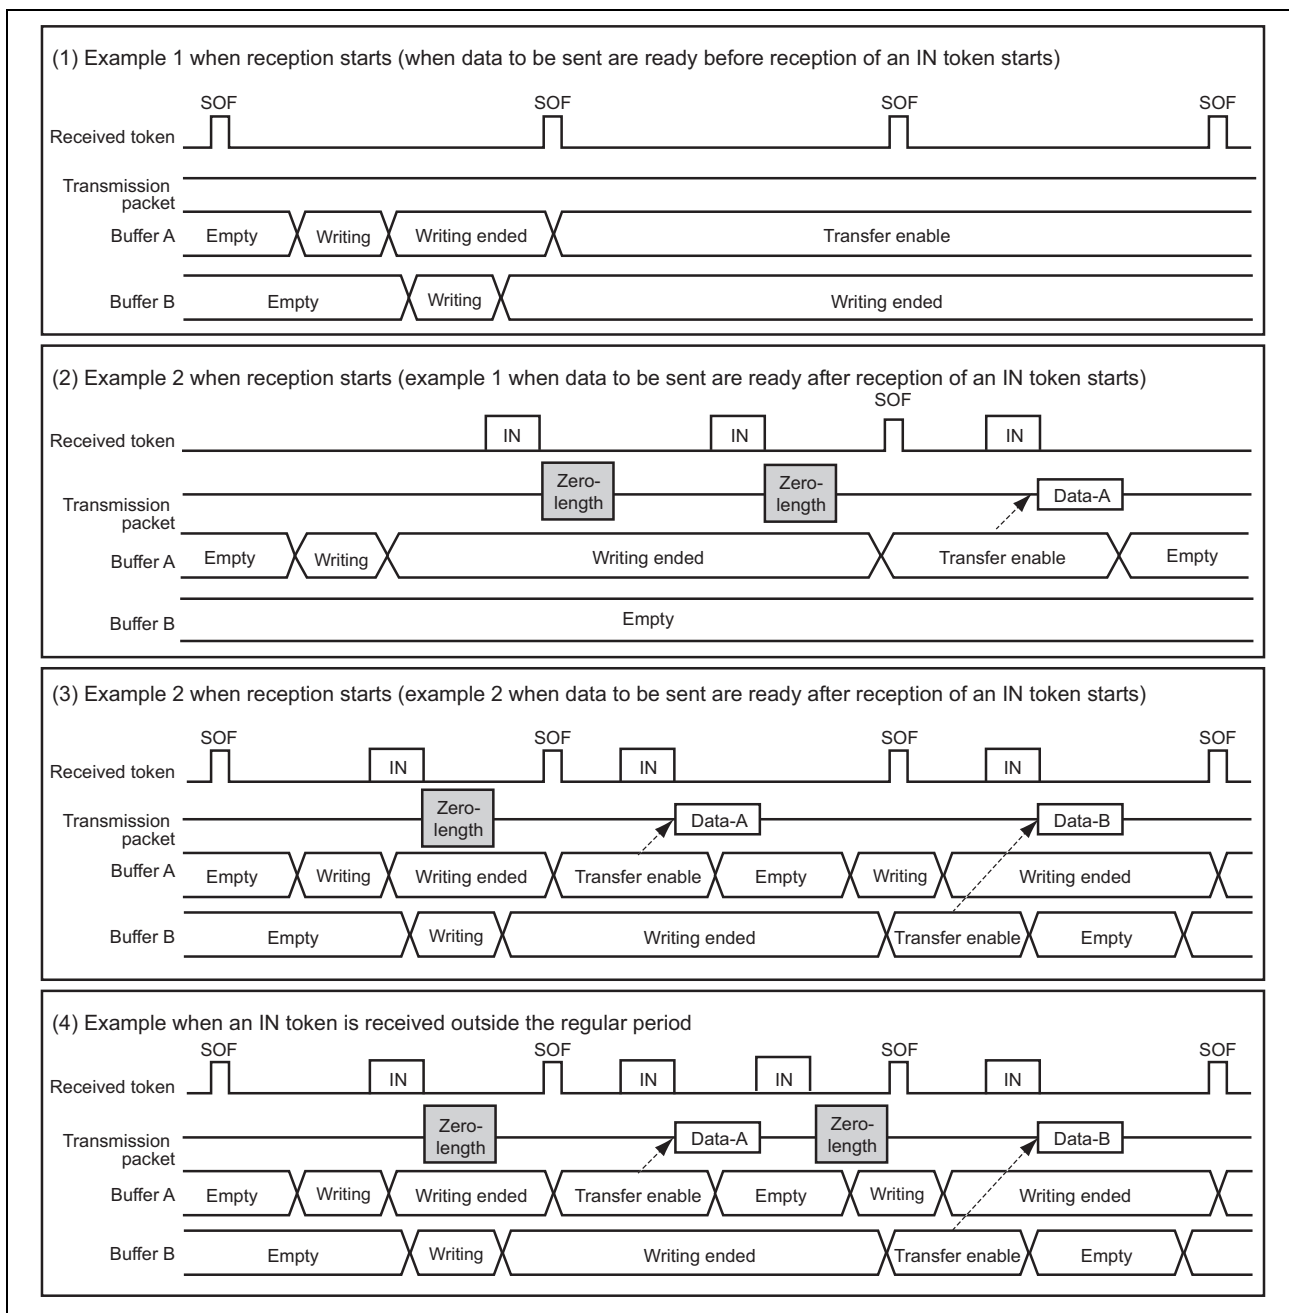 (1) Example 1 when reception starts (when data to be sent are ready before reception of an IN token starts)
SOF SOF SOF SOF
Received token
Transmission
packet
Buffer A Empty Writing Writing ended Transfer enable
Buffer B Empty Writing Writing ended
(2) Example 2 when reception starts (example 1 when data to be sent are ready after reception of an IN token starts)
SOF
Received token IN IN IN
Zero-
length
Zero-
length
Data-A
Transmission
packet
Buffer A Empty Writing Writing ended Transfer enable Empty
Buffer B Empty
(3) Example 2 when reception starts (example 2 when data to be sent are ready after reception of an IN token starts)
SOF SOF SOF SOF
Received token IN IN IN
Zero-
length
Data-A Data-B
Transmission
packet
Buffer A Empty Writing Writing ended Transfer enable Empty Writing Writing ended
Buffer B Empty Writing Writing ended Transfer enable Empty
(4) Example when an IN token is received outside the regular period
SOF SOF SOF SOF
Received token IN IN IN IN
Zero-
length
Data-A
Zero-
length
Data-B
Transmission
packet
Buffer A Empty Writing Writing ended Transfer enable Empty Writing Writing ended
Buffer B Empty Writing Writing ended Transfer enable Empty